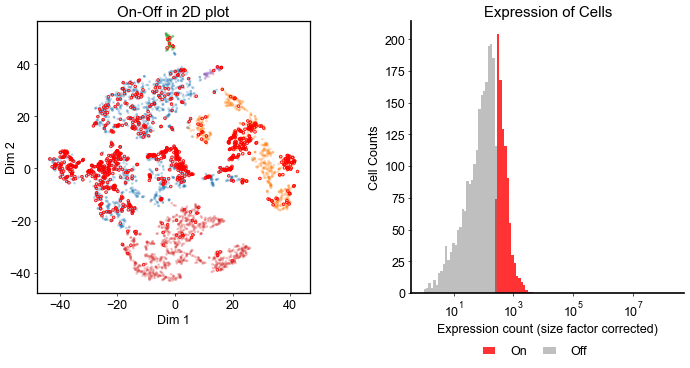 On-Off in 2D plot
Dim 2
40
20
0
−20
−40
−40 −20 0 20 40
Dim 1
Expression of Cells
Cell Counts
200
175
150
125
100
75
50
25
0
10^1 10^3 10^5 10^7
Expression count (size factor corrected)
On Off